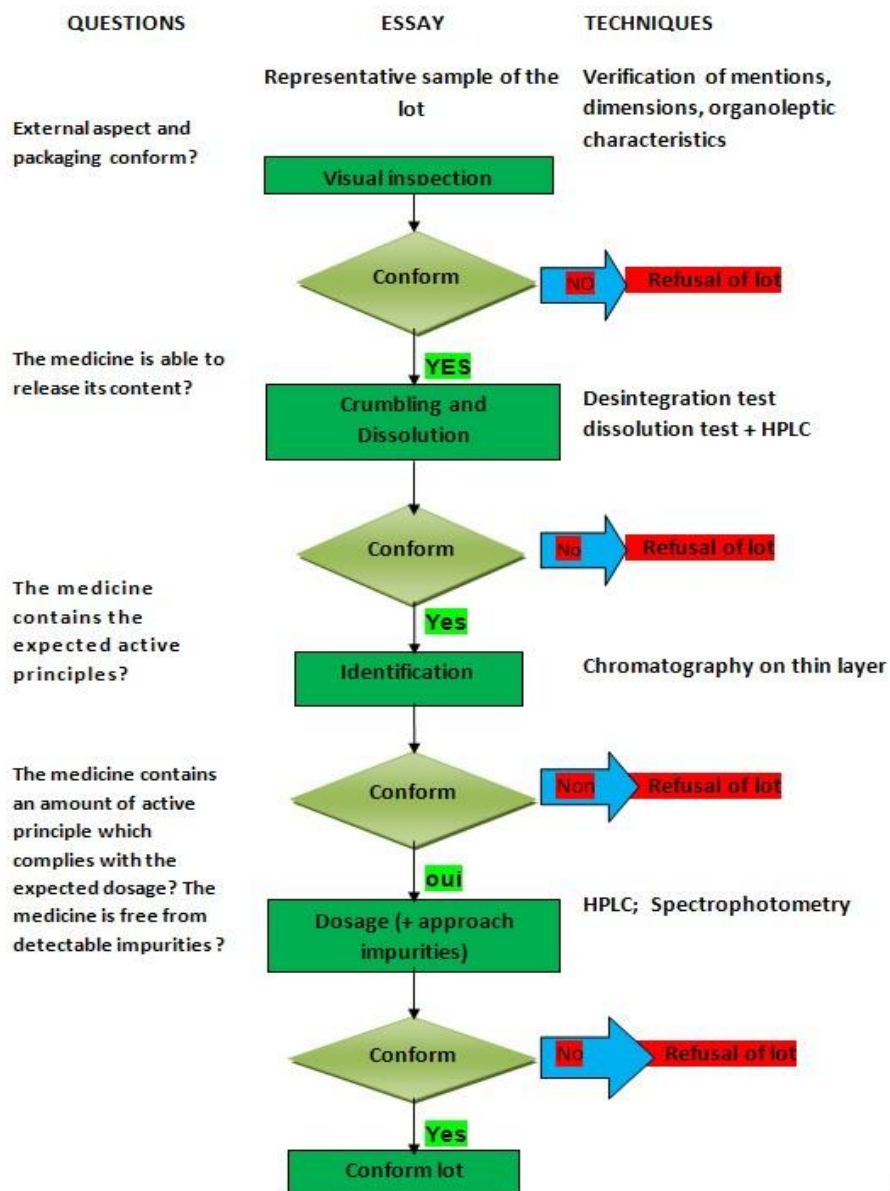 QUESTIONS
ESSAY
TECHNIQUES
Representative sample of the
lot
Verification of mentions,
dimensions, organoleptic
characteristics
External aspect and
packaging conform?
Visual inspection
Conform
NO
Refusal of lot
YES
The medicine is able to
release its content?
Crumbling and
Dissolution
Desintegration test
dissolution test + HPLC
Conform
No
Refusal of lot
Yes
The medicine
contains the
expected active
principles?
Identification
Chromatography on thin layer
Conform
Non
Refusal of lot
oui
The medicine contains
an amount of active
principle which
complies with the
expected dosage? The
medicine is free from
detectable impurities ?
Dosage (+ approach
impurities)
HPLC; Spectrophotometry
Conform
No
Refusal of lot
Yes
Conform lot